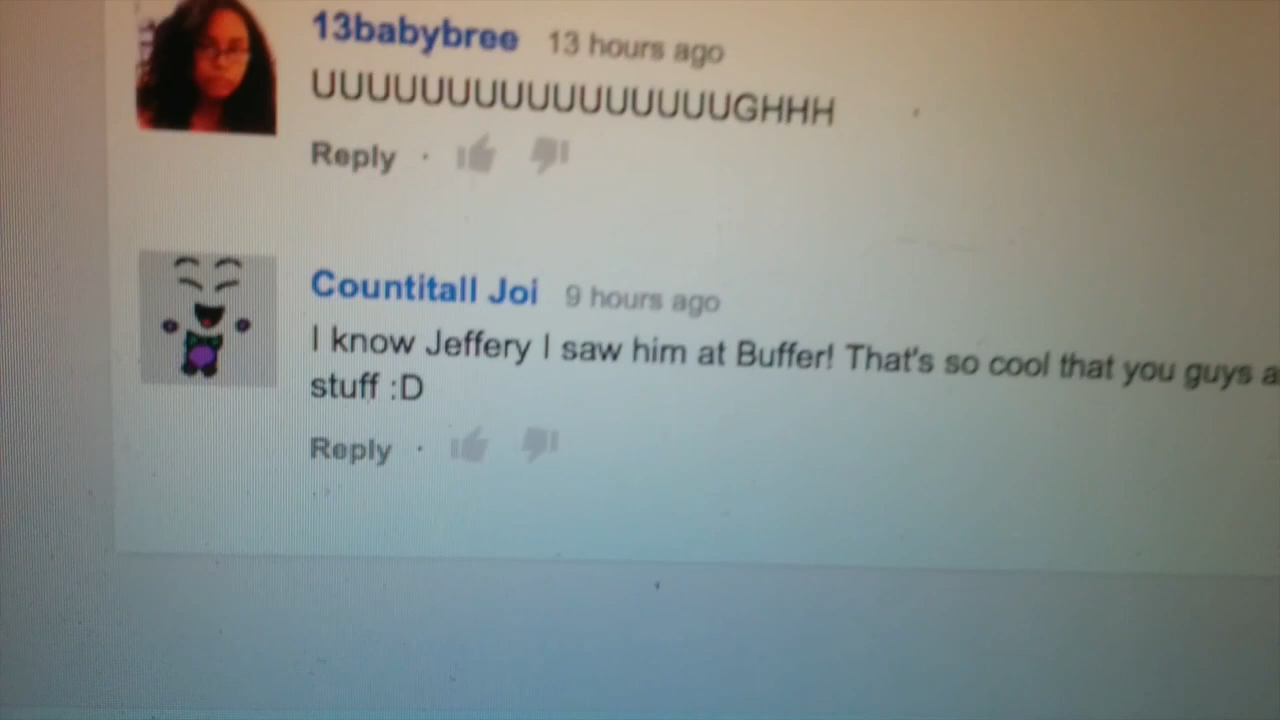 13babybree 13 hours ago
UUUUUUUUUUUUUUUUGHHH
Reply ·
Countitall Joi 9 hours ago
I know Jeffery I saw him at Buffer! That's so cool that you guys a
stuff :D
Reply ·